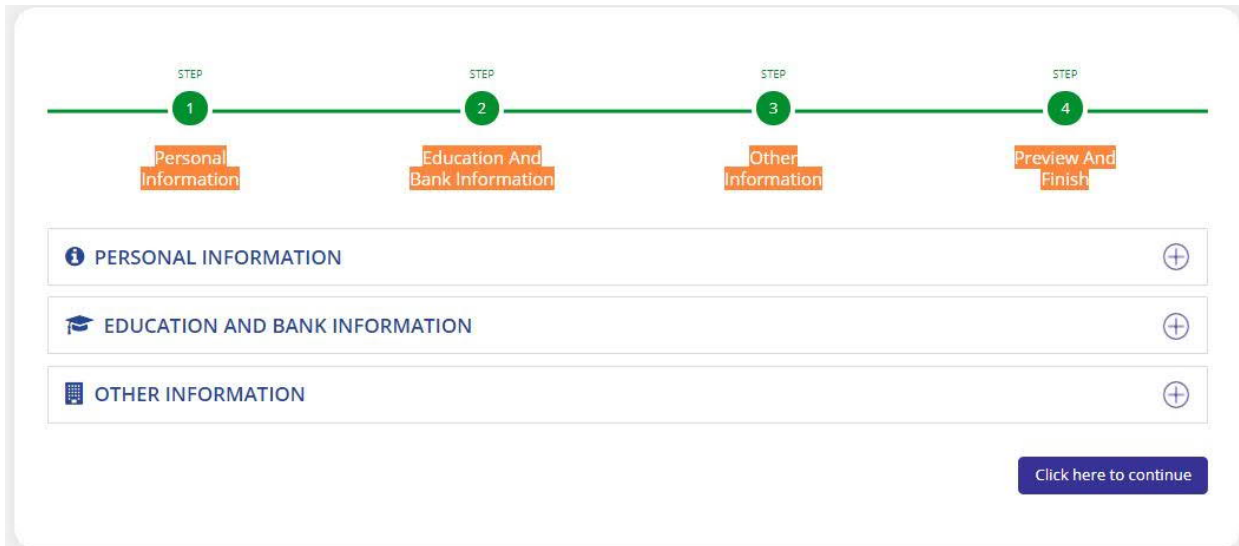 STEP STEP STEP STEP
1 2 3 4
Personal Education And Other Preview And
Information Bank Information Information Finish
PERSONAL INFORMATION
EDUCATION AND BANK INFORMATION
OTHER INFORMATION
Click here to continue